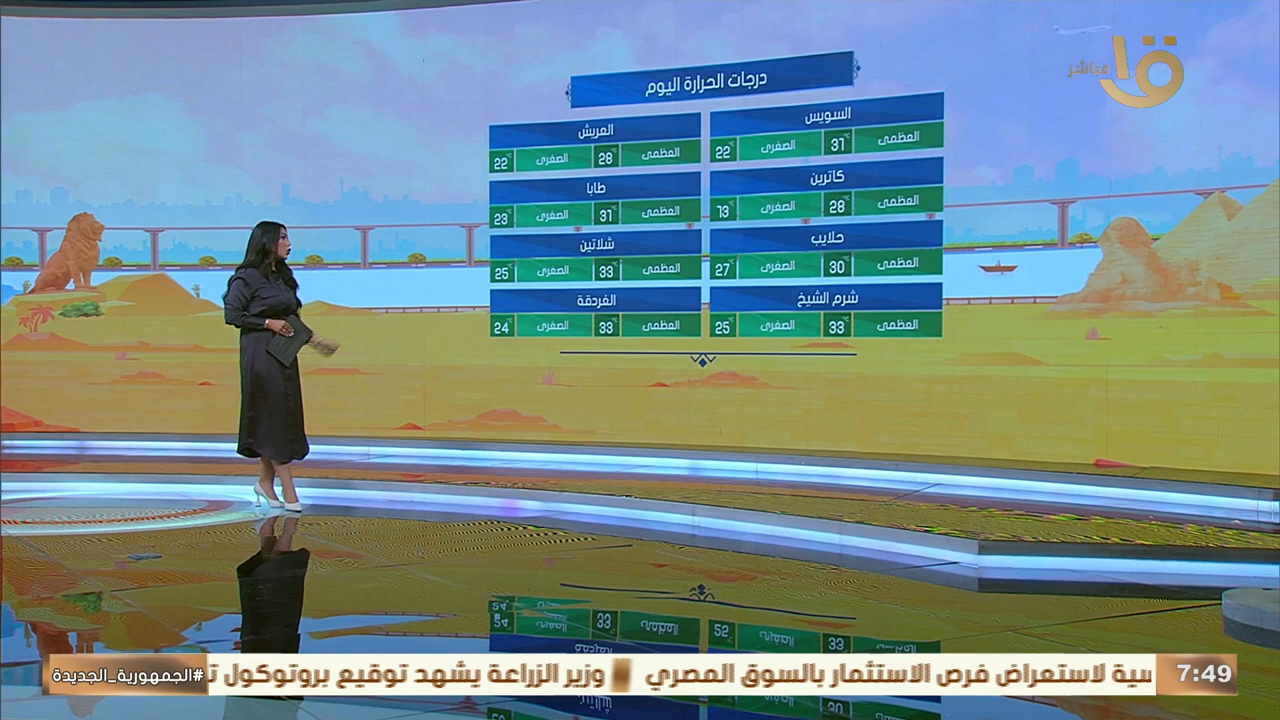 عباشر
درجات الحرارة اليوم
السويس
العظمى 31°C الصغرى 22°C
العريش
العظمى 28°C الصغرى 22°C
كاترين
العظمى 28°C الصغرى 13°C
طابا
العظمى 31°C الصغرى 23°C
حلايب
العظمى 30°C الصغرى 27°C
شلاتين
العظمى 33°C الصغرى 25°C
شرم الشيخ
العظمى 33°C الصغرى 25°C
الغردقة
العظمى 33°C الصغرى 24°C
7:49
سية لاستعراض فرص الاستثمار بالسوق المصري وزير الزراعة يشهد توقيع بروتوكول
#الجمهورية_الجديدة